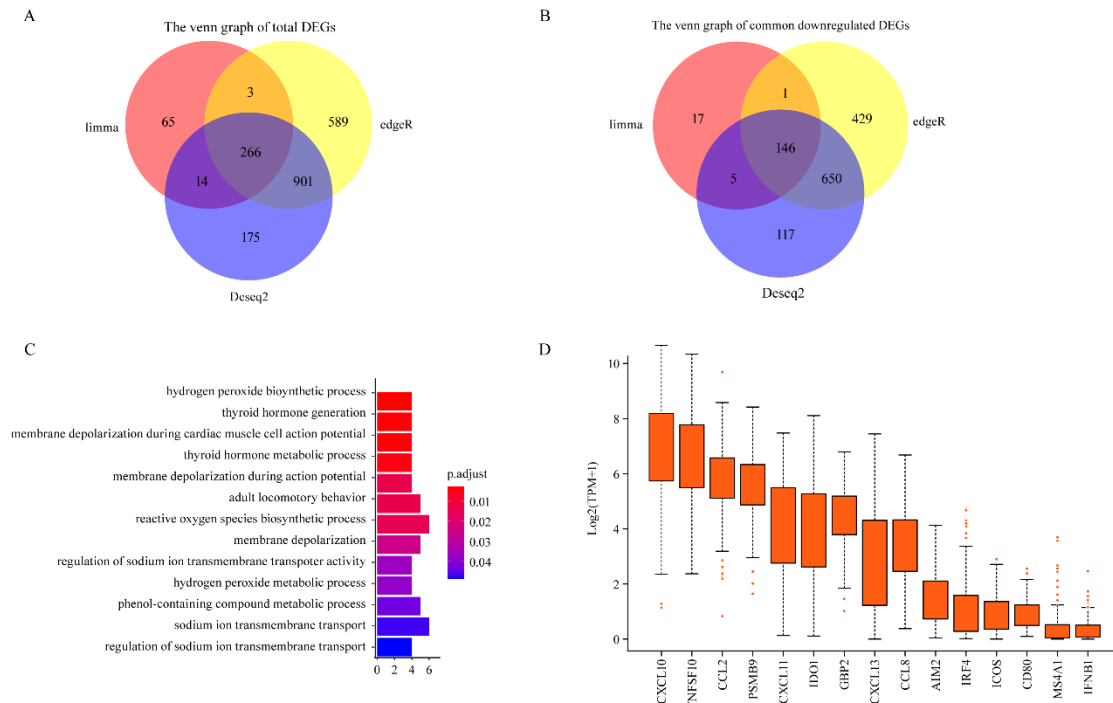 A
The venn graph of total DEGs
3
65
589
limma
edgeR
266
14
901
175
Deseq2
B
The venn graph of common downregulated DEGs
1
17
429
limma
edgeR
146
5
650
117
Deseq2
C
hydrogen peroxide bioynthetic process
thyroid hormone generation
membrane depolarization during cardiac muscle cell action potential
thyroid hormone metabolic process
membrane depolarization during action potential
adult locomotory behavior
reactive oxygen species biosynthetic process
membrane depolarization
regulation of sodium ion transmembrane transpoter activity
hydrogen peroxide metabolic process
phenol-containing compound metabolic process
sodium ion transmembrane transport
regulation of sodium ion transmembrane transport
0 2 4 6
p.adjust
0.01
0.02
0.03
0.04
D
Log2(TPM+1)
10
8
6
4
2
0
CXCL10
NFSF10
CCL2
PSMB9
CXCL11
IDO1
GBP2
CXCL13
CCL8
AIM2
IRF4
ICOS
CD80
MS4A1
IFNB1